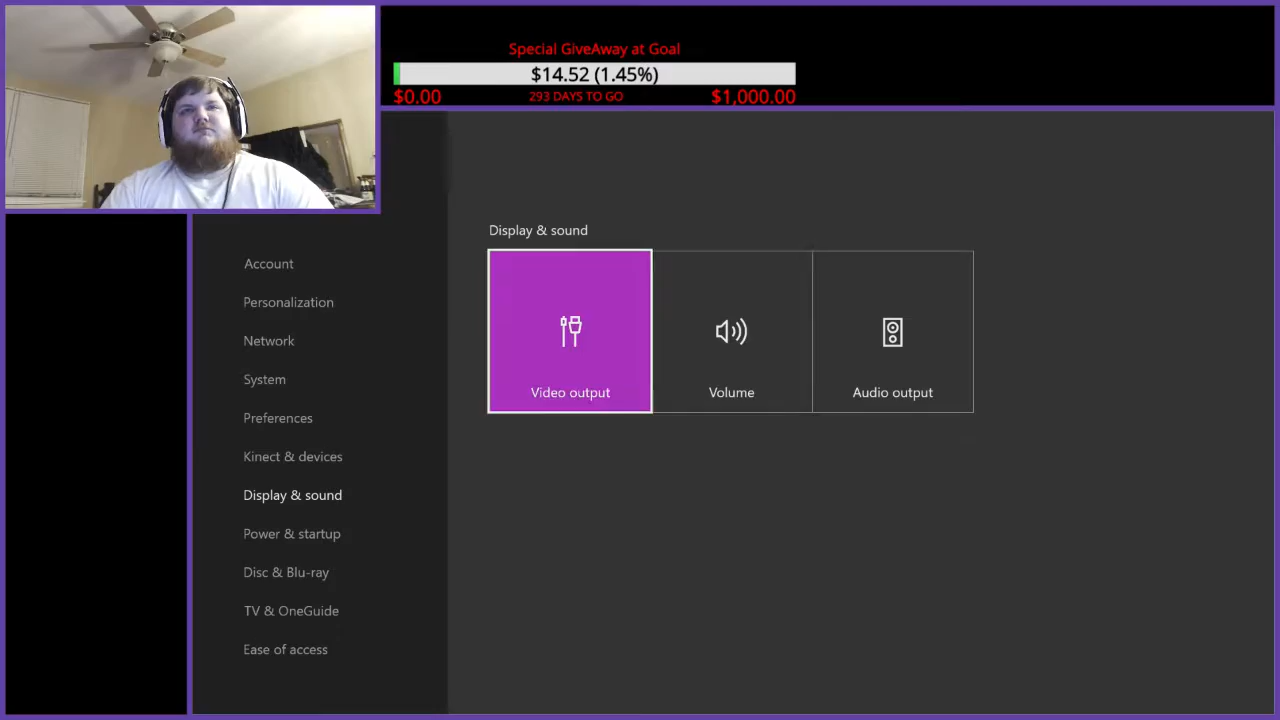 Special GiveAway at Goal
$14.52 (1.45%)
$0.00 293 DAYS TO GO $1,000.00
Display & sound
Account
Personalization
Network
System
Preferences
Kinect & devices
Display & sound
Power & startup
Disc & Blu-ray
TV & OneGuide
Ease of access
Video output
Volume
Audio output